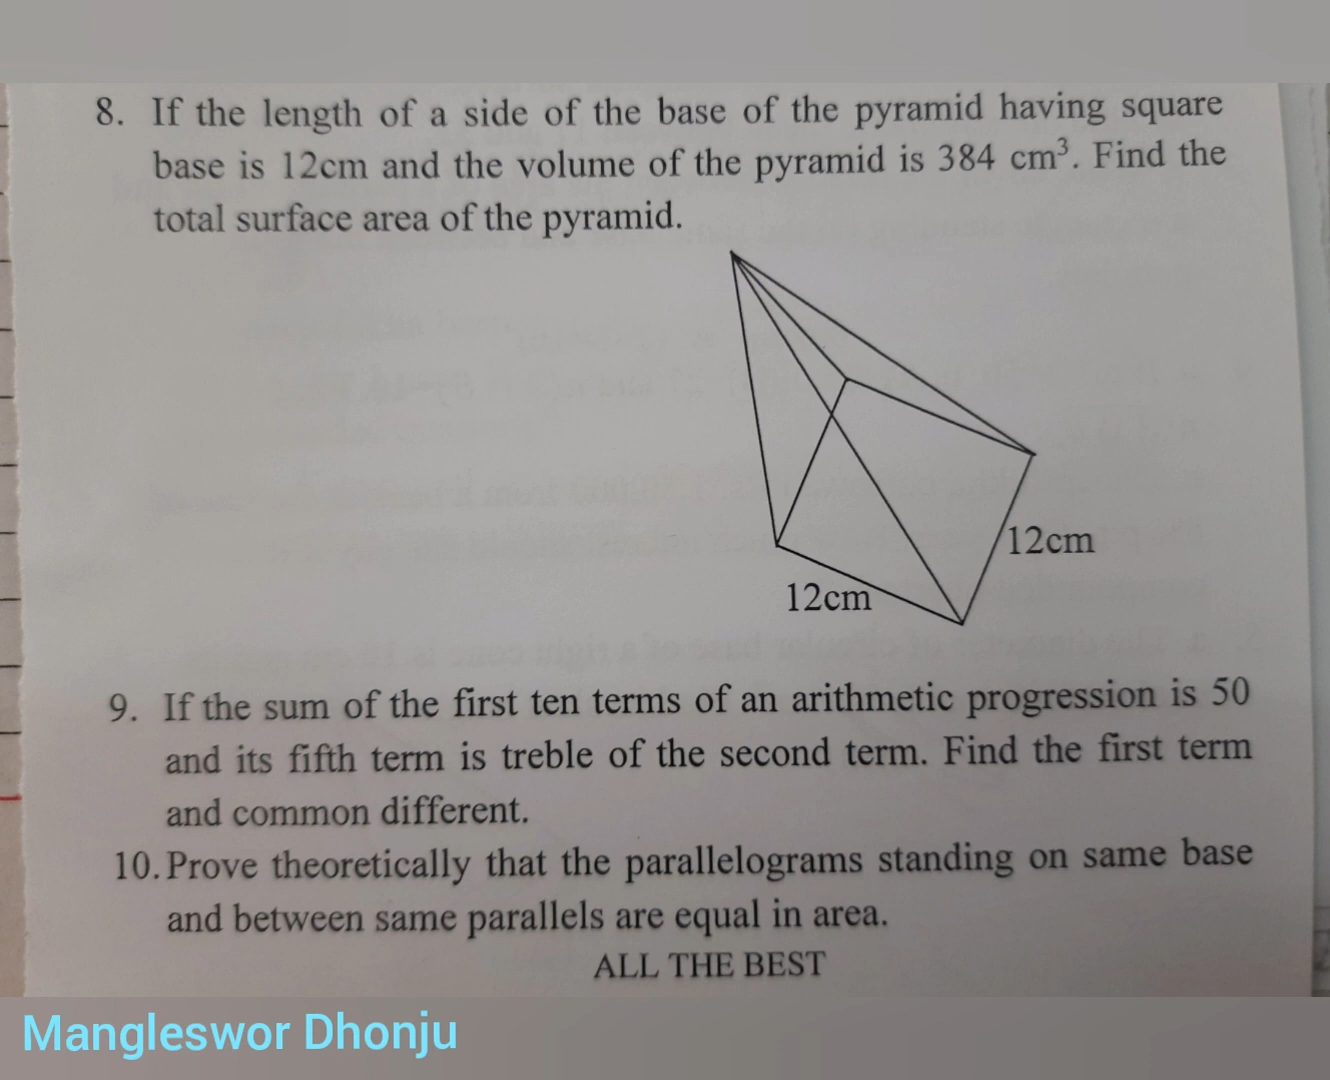 8. If the length of a side of the base of the pyramid having square
base is 12cm and the volume of the pyramid is 384 cm³. Find the
total surface area of the pyramid.
12cm
12cm
9. If the sum of the first ten terms of an arithmetic progression is 50
and its fifth term is treble of the second term. Find the first term
and common different.
10. Prove theoretically that the parallelograms standing on same base
and between same parallels are equal in area.
ALL THE BEST
Mangleswor Dhonju